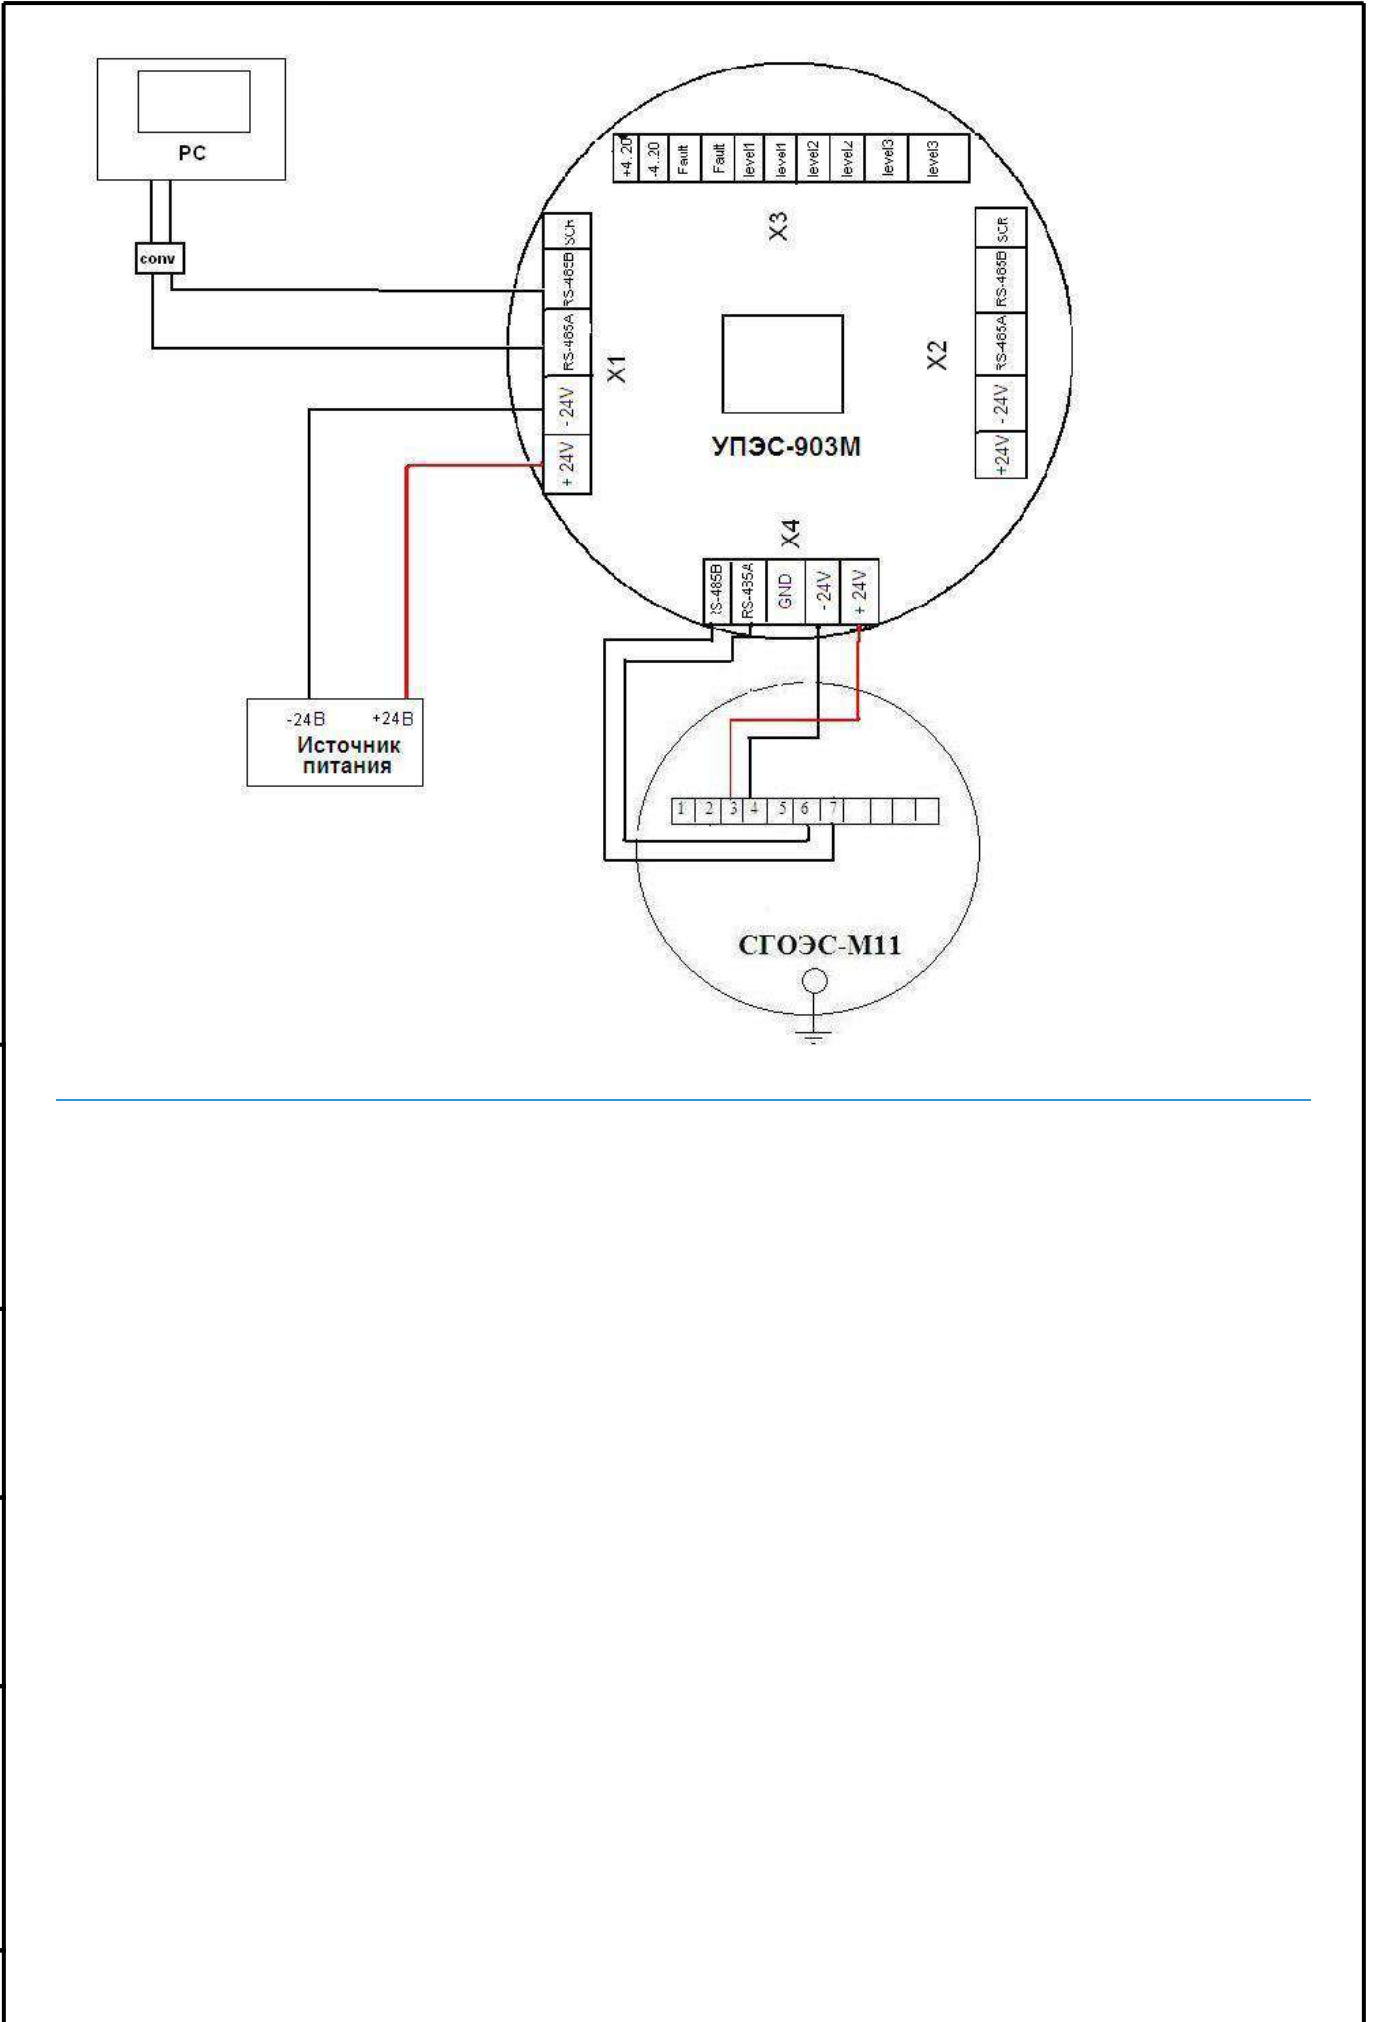 PC
conv
+4..20
-4..20
Fault
Fault
level1
level1
level2
level2
level3
level3
X3
SCR
RS-485B
RS-485A
- 24V
+ 24V
X1
SCR
RS-485B
RS-485A
- 24V
+24V
X2
УПЭС-903М
X4
RS-485B
RS-485A
GND
- 24V
+ 24V
-24В +24В
Источник
питания
1 2 3 4 5 6 7
СГОЭС-М11